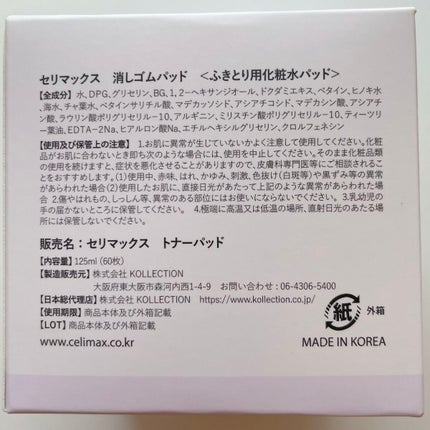 セリマックス 消しゴムパッド <ふきとり用化粧水パッド>
【全成分】 水、DPG、グリセリン、BG、1, 2-ヘキサンジオール、ドクダミエキス、ベタイン、ヒノキ水
、海水、チャ葉水、ベタインサリチル酸、マデカッソシド、アシアチコシド、マデカシン酸、アシアチ
ン酸、ラウリン酸ポリグリセリル-10、アルギニン、ミリスチン酸ポリグリセリル-10、ティーツリ
ー葉油、EDTA-2Na、ヒアルロン酸Na、エチルヘキシルグリセリン、クロルフェネシン
【使用及び保管上の注意】 1.お肌に異常が生じていないかよく注意して使用してください。化粧
品がお肌に合わないとき即ち次のような場合には、使用を中止してください。そのまま化粧品類
の使用を続けますと、症状を悪化させることがありますので、皮膚科専門医等にご相談されるこ
とをおすすめします。(1)使用中、赤味、はれ、かゆみ、刺激、色抜け(白斑等)や黒ずみ等の異常
があらわれた場合(2)使用したお肌に、直接日光があたって上記のような異常があらわれた場
合 2.傷やはれもの、しっしん等、異常のある部位にはお使いにならないでください。3.乳幼児の
手の届かないところに保管してください。 4.極端に高温又は低温の場所、直射日光のあたる場
所には保管しないでください。
販売名:セリマックス トナーパッド
【内容量】 125ml (60枚)
【製造販売元】 株式会社 KOLLECTION
大阪府東大阪市森河内西1-4-9 お問い合わせ : 06-4306-5400
【日本総代理店】 株式会社 KOLLECTION https://www.kollection.co.jp/
【使用期限】 商品本体及び外箱記載
【LOT】 商品本体及び外箱記載
紙 外箱
www.celimax.co.kr
MADE IN KOREA